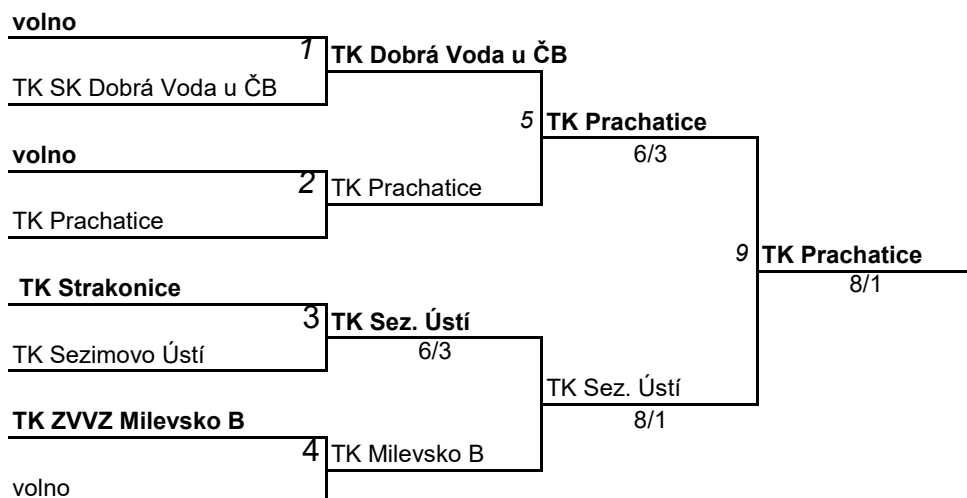 volno
1 TK Dobrá Voda u ČB
TK SK Dobrá Voda u ČB
5 TK Prachatice
6/3
volno
2 TK Prachatice
TK Prachatice
9 TK Prachatice
8/1
TK Strakonice
3 TK Sez. Ústí
6/3
TK Sezimovo Ústí
TK Sez. Ústí
8/1
TK ZVVZ Milevsko B
4 TK Milevsko B
volno